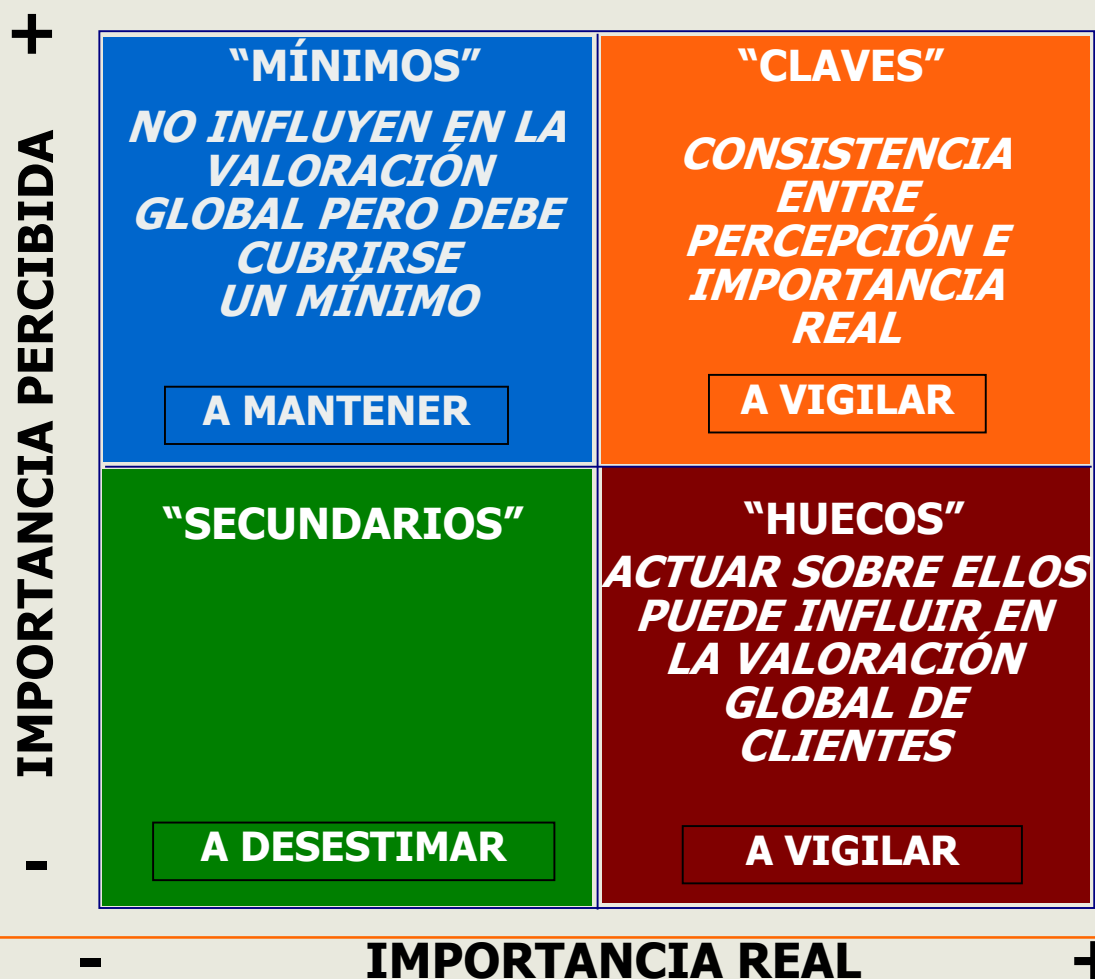 +
IMPORTANCIA PERCIBIDA
-
“MÍNIMOS”
NO INFLUYEN EN LA
VALORACIÓN
GLOBAL PERO DEBE
CUBRIRSE
UN MÍNIMO
A MANTENER
“CLAVES”
CONSISTENCIA
ENTRE
PERCEPCIÓN E
IMPORTANCIA
REAL
A VIGILAR
“SECUNDARIOS”
A DESESTIMAR
“HUECOS”
ACTUAR SOBRE ELLOS
PUEDE INFLUIR EN
LA VALORACIÓN
GLOBAL DE
CLIENTES
A VIGILAR
- IMPORTANCIA REAL +